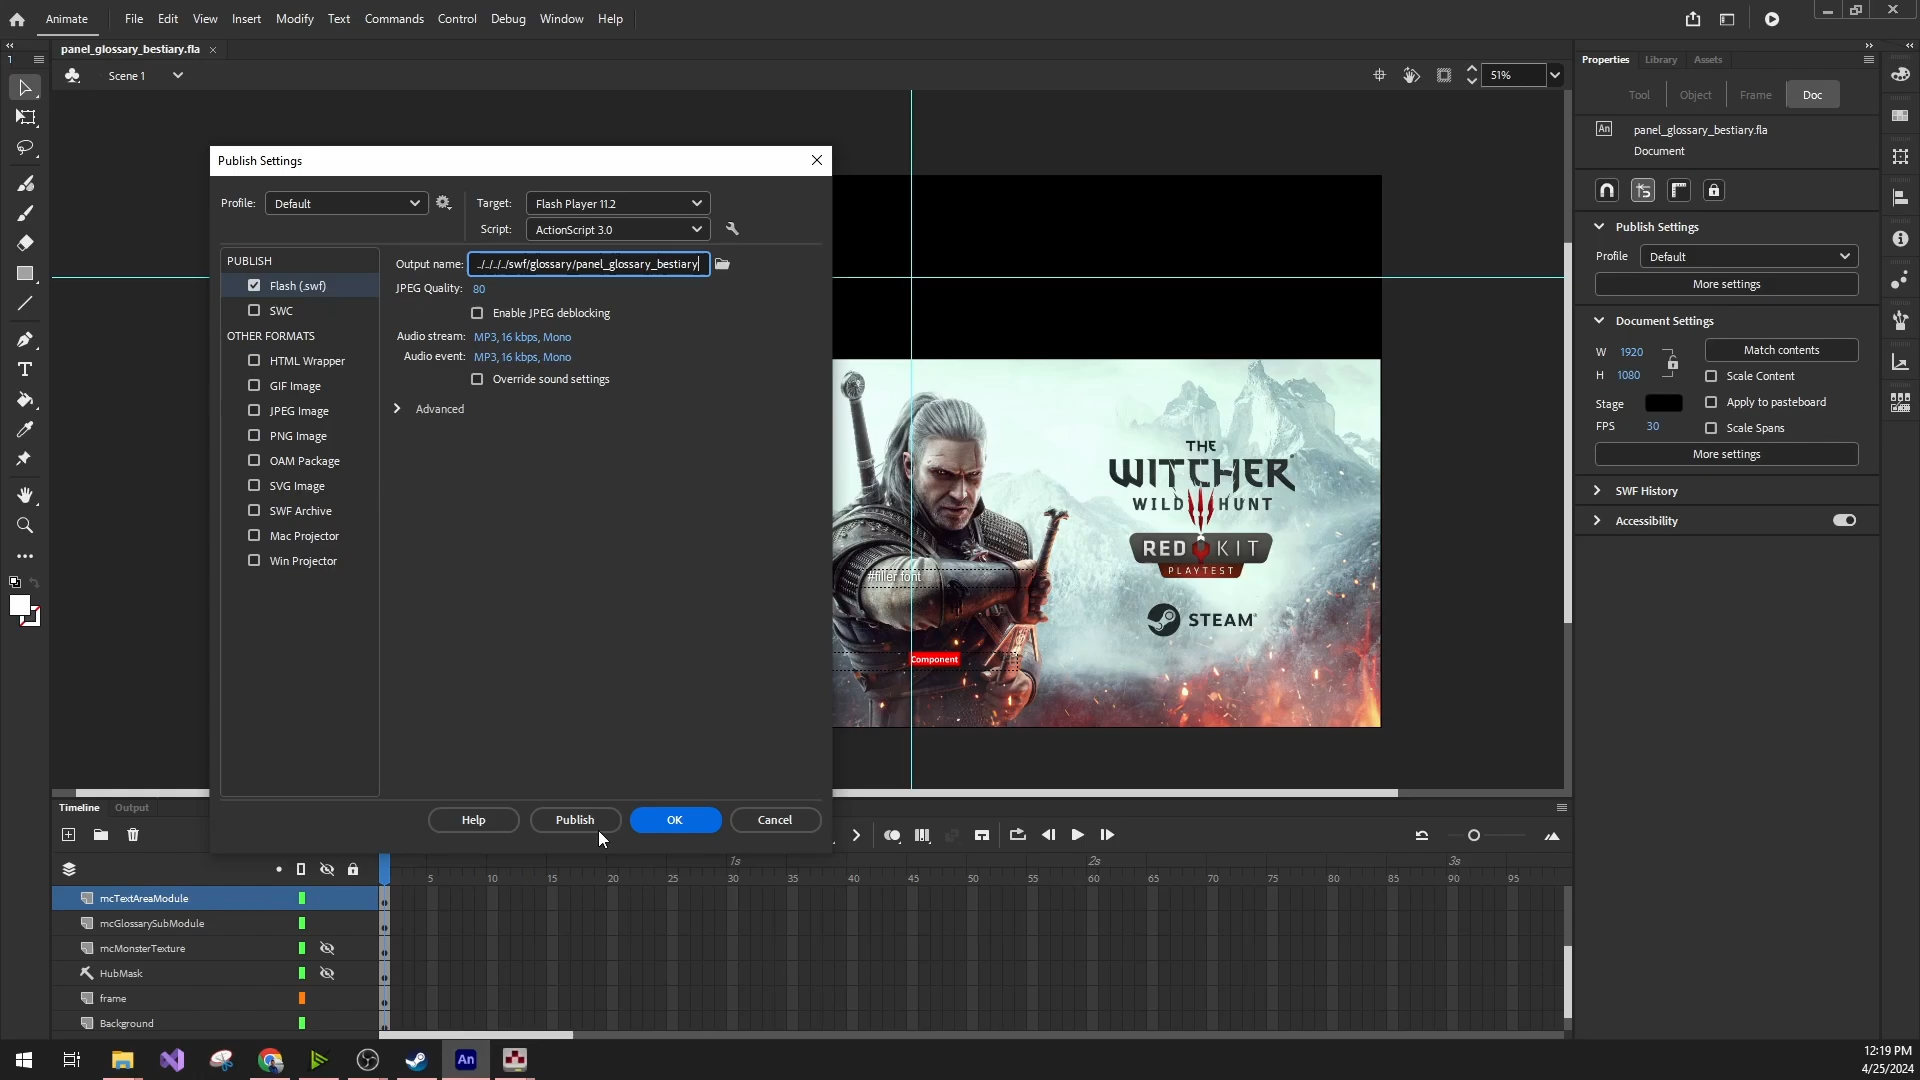 Animate
File Edit View Insert Modify Text Commands Control Debug Window Help
1
panel_glossary_bestiary.fla
Scene 1
51%
Properties Library Assets
Tool Object Frame Doc
An
panel_glossary_bestiary.fla
Document
Publish Settings
Profile Default
More settings
Document Settings
W 1920
H 1080
Match contents
Scale Content
Stage
Apply to pasteboard
FPS 30
Scale Spans
More settings
SWF History
Accessibility
Publish Settings
Profile: Default
Target: Flash Player 11.2
Script: ActionScript 3.0
PUBLISH
Flash (.swf)
SWC
OTHER FORMATS
HTML Wrapper
GIF Image
JPEG Image
PNG Image
OAM Package
SVG Image
SWF Archive
Mac Projector
Win Projector
Output name: ../../../../swf/glossary/panel_glossary_bestiary
JPEG Quality: 80
Enable JPEG deblocking
Audio stream: MP3, 16 kbps, Mono
Audio event: MP3, 16 kbps, Mono
Override sound settings
Advanced
Help Publish OK Cancel
THE
WITCHER
WILD HUNT
RED KIT
PLAYTEST
STEAM
#filler font
Component
Timeline Output
1s 2s 3s
5 10 15 20 25 30 35 40 45 50 55 60 65 70 75 80 85 90 95
mcTextAreaModule
mcGlossarySubModule
mcMonsterTexture
HubMask
frame
Background
An
12:19 PM
4/25/2024